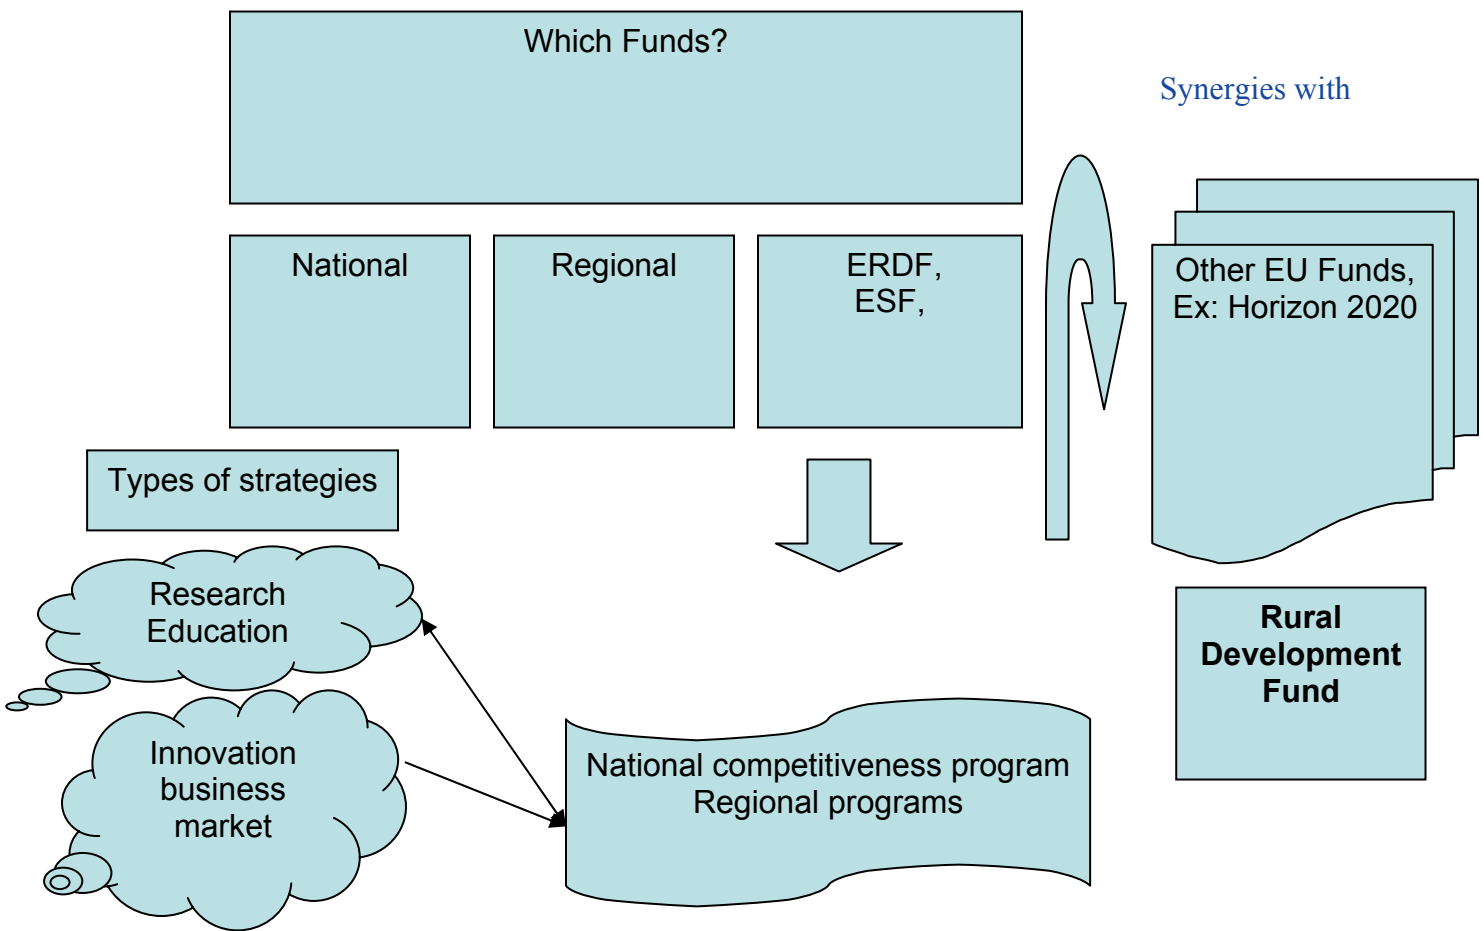 Which Funds?
Synergies with
National
Regional
ERDF,
ESF,
Other EU Funds,
Ex: Horizon 2020
Types of strategies
Research
Education
Rural
Development
Fund
Innovation
business
market
National competitiveness program
Regional programs